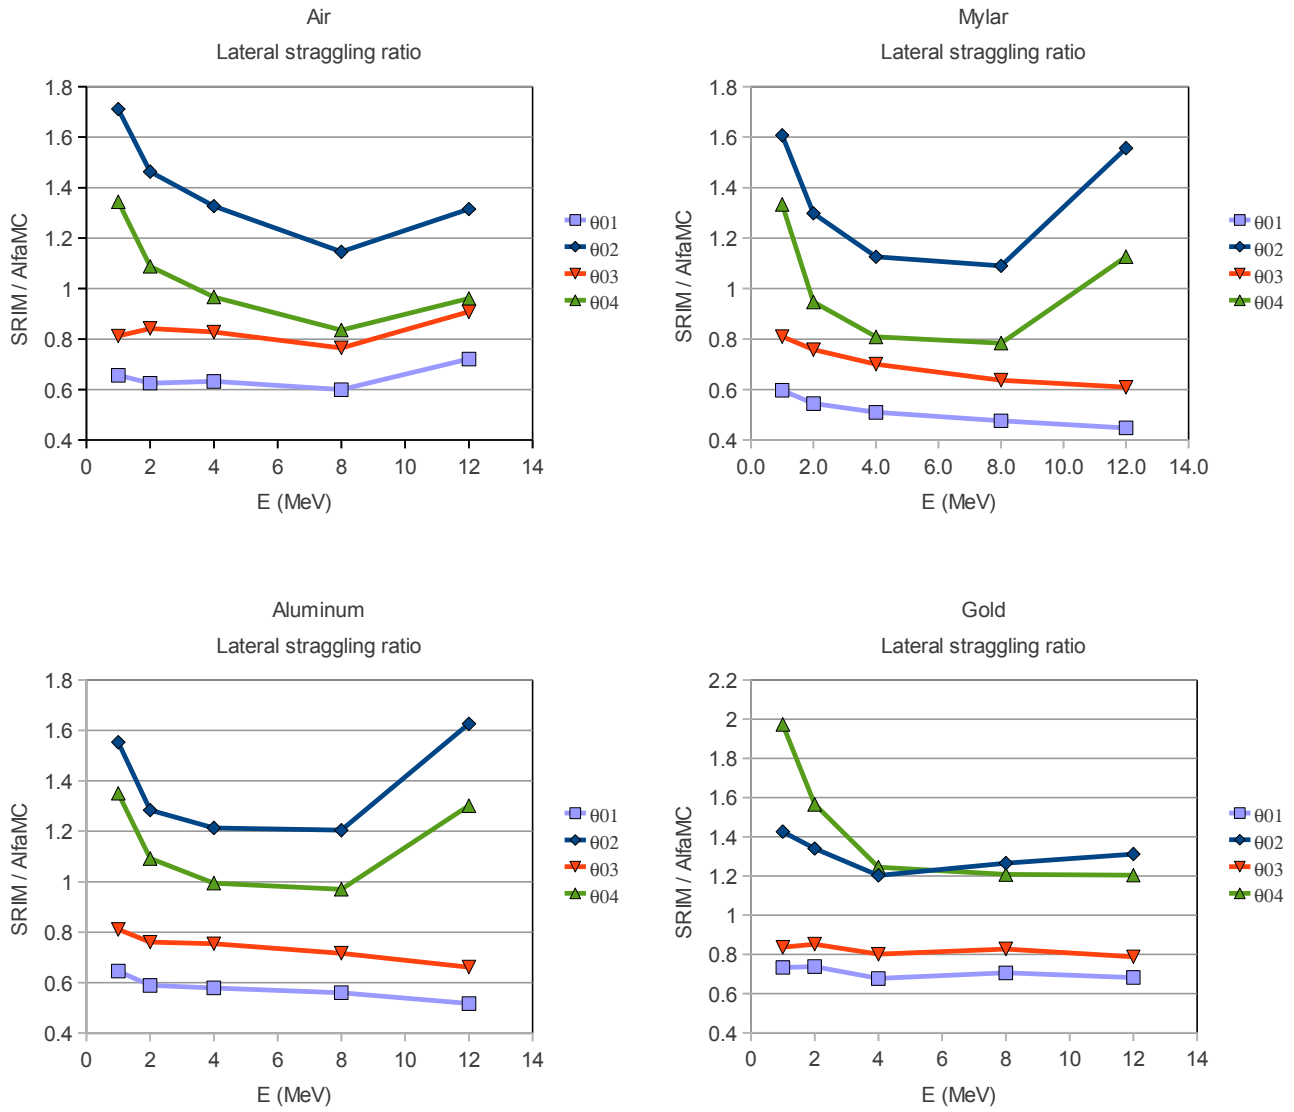 Air
Lateral straggling ratio
SRIM / AlfaMC
1.8
1.6
1.4
1.2
1
0.8
0.6
0.4
0 2 4 6 8 10 12 14
E (MeV)
θ01
θ02
θ03
θ04
Mylar
Lateral straggling ratio
SRIM / AlfaMC
1.8
1.6
1.4
1.2
1
0.8
0.6
0.4
0.0 2.0 4.0 6.0 8.0 10.0 12.0 14.0
E (MeV)
θ01
θ02
θ03
θ04
Aluminum
Lateral straggling ratio
SRIM / AlfaMC
1.8
1.6
1.4
1.2
1
0.8
0.6
0.4
0 2 4 6 8 10 12 14
E (MeV)
θ01
θ02
θ03
θ04
Gold
Lateral straggling ratio
SRIM / AlfaMC
2.2
2
1.8
1.6
1.4
1.2
1
0.8
0.6
0.4
0 2 4 6 8 10 12 14
E (MeV)
θ01
θ02
θ03
θ04